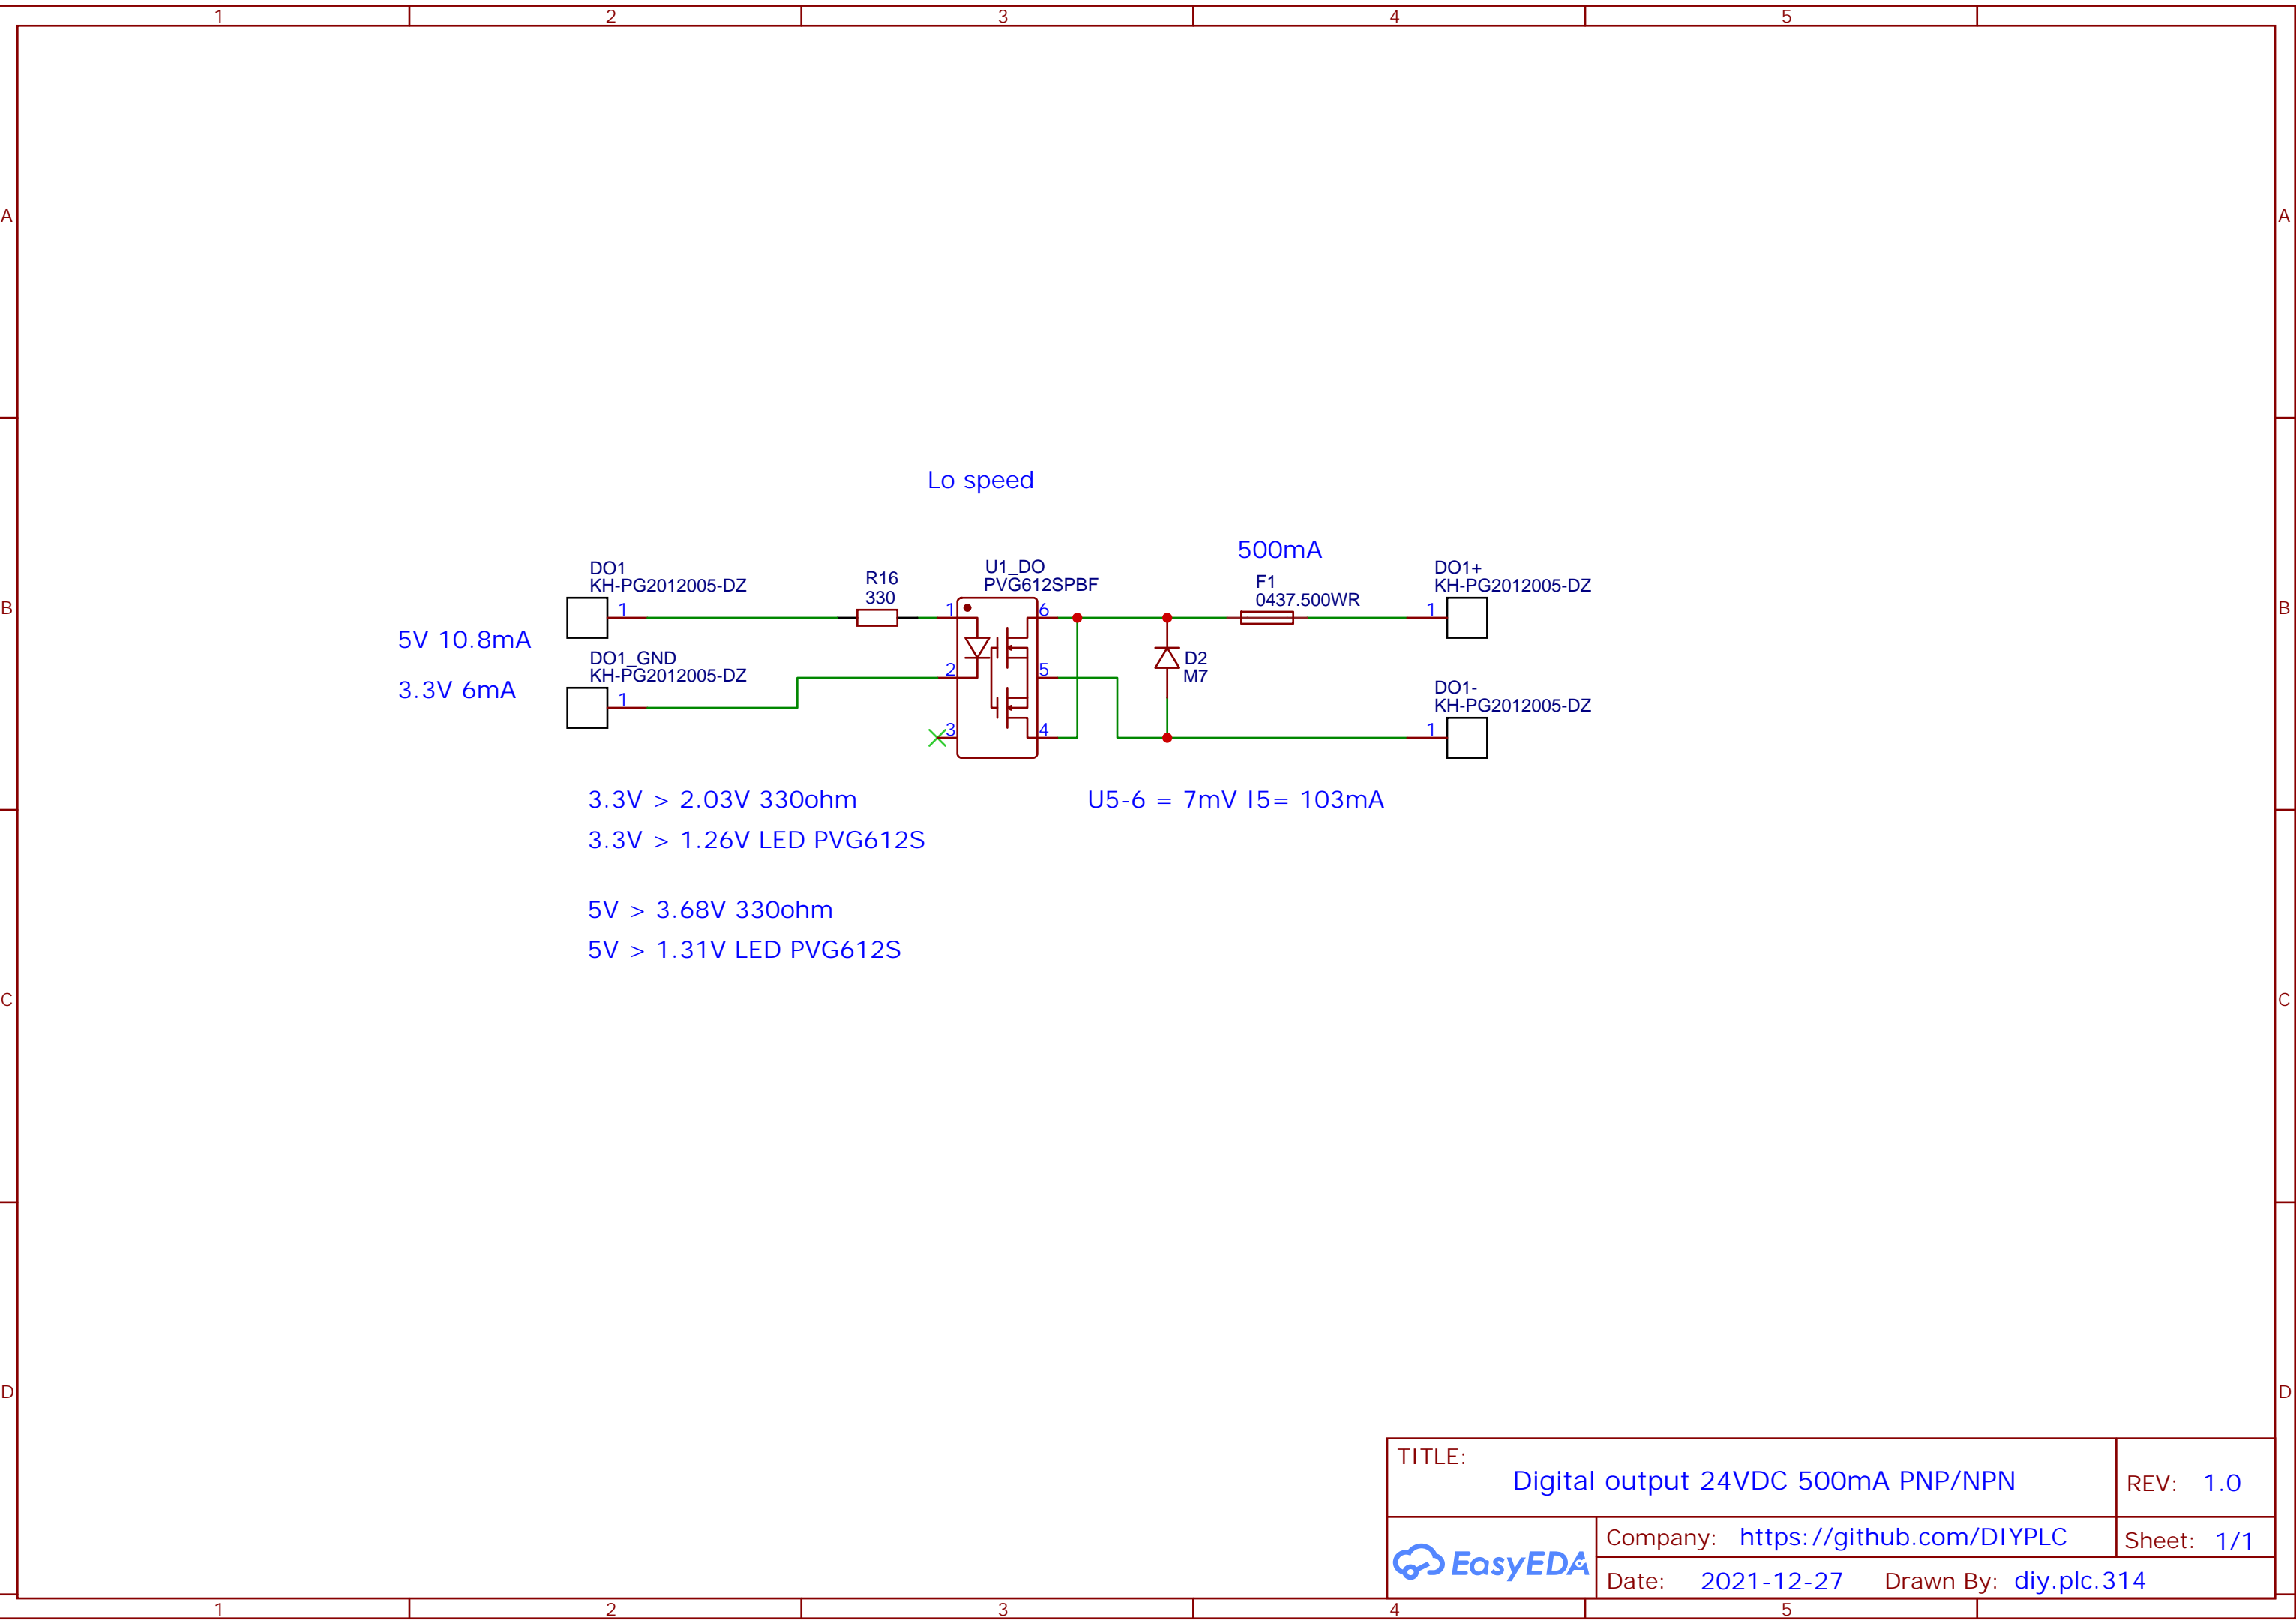 1 2 3 4 5
A A
Lo speed
500mA
DO1
KH-PG2012005-DZ
1
R16
330
U1_DO
PVG612SPBF
1 6
F1
0437.500WR
DO1+
KH-PG2012005-DZ
1
B B
5V 10.8mA
DO1_GND
KH-PG2012005-DZ
1
2 5
D2
M7
3.3V 6mA
DO1-
KH-PG2012005-DZ
1
3 4
3.3V > 2.03V 330ohm
U5-6 = 7mV I5= 103mA
3.3V > 1.26V LED PVG612S
5V > 3.68V 330ohm
5V > 1.31V LED PVG612S
C C
D D
TITLE:
Digital output 24VDC 500mA PNP/NPN
REV: 1.0
EasyEDA
Company: https://github.com/DIYPLC
Sheet: 1/1
Date: 2021-12-27 Drawn By: diy.plc.314
1 2 3 4 5